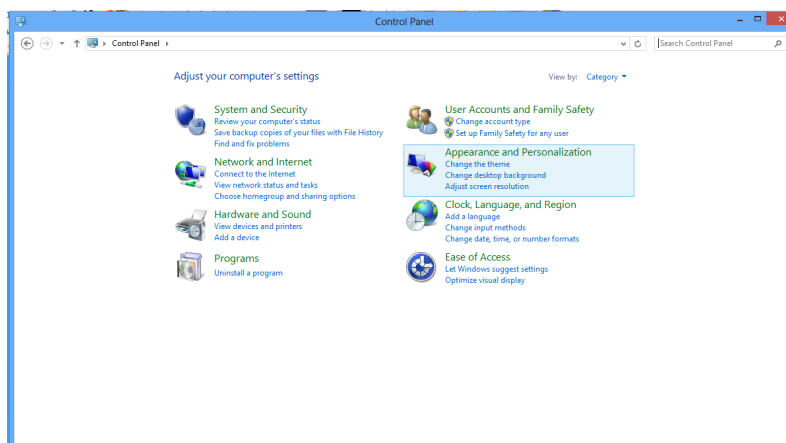 Control Panel
Control Panel
Search Control Panel
Adjust your computer's settings
View by: Category
System and Security
Review your computer's status
Save backup copies of your files with File History
Find and fix problems
Network and Internet
Connect to the Internet
View network status and tasks
Choose homegroup and sharing options
Hardware and Sound
View devices and printers
Add a device
Programs
Uninstall a program
User Accounts and Family Safety
Change account type
Set up Family Safety for any user
Appearance and Personalization
Change the theme
Change desktop background
Adjust screen resolution
Clock, Language, and Region
Add a language
Change input methods
Change date, time, or number formats
Ease of Access
Let Windows suggest settings
Optimize visual display